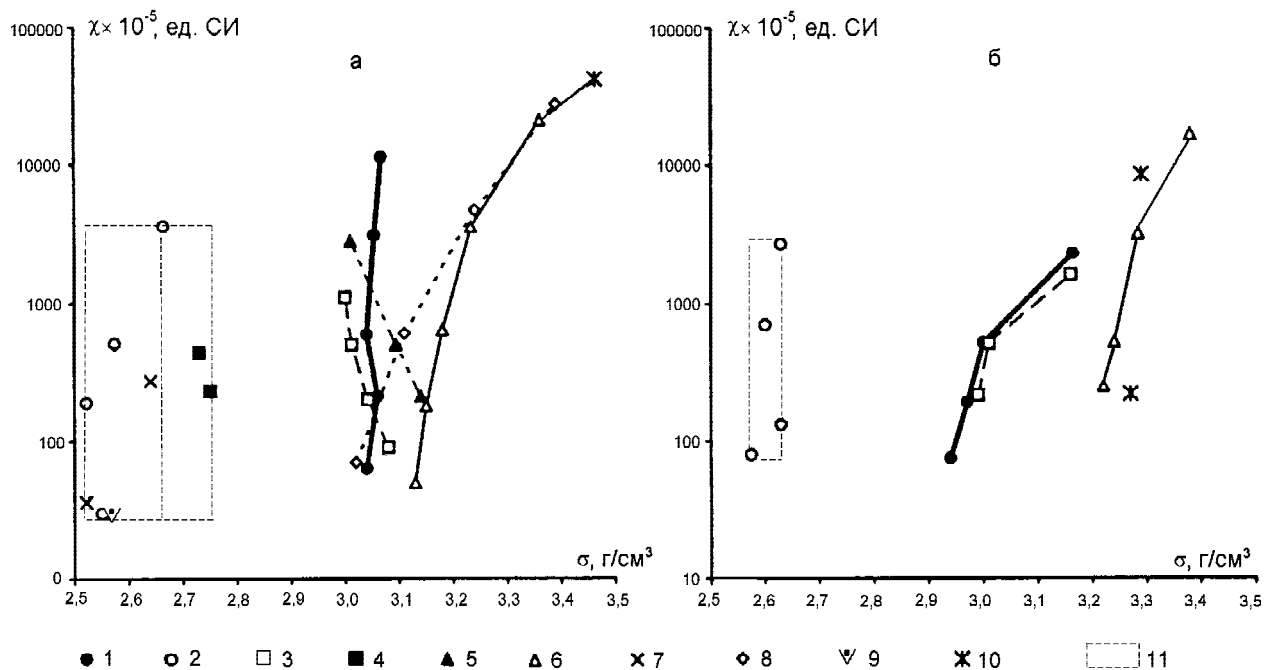 100000 χ× 10⁻⁵, ед. СИ
а
10000
1000
100
0
σ, г/см³
2,5 2,6 2,7 2,8 2,9 3,0 3,1 3,2 3,3 3,4 3,5
100000 χ× 10⁻⁵, ед. СИ
б
10000
1000
100
10
σ, г/см³
2,5 2,6 2,7 2,8 2,9 3,0 3,1 3,2 3,3 3,4 3,5
1 2 3 4 5 6 7 8 9 10 11